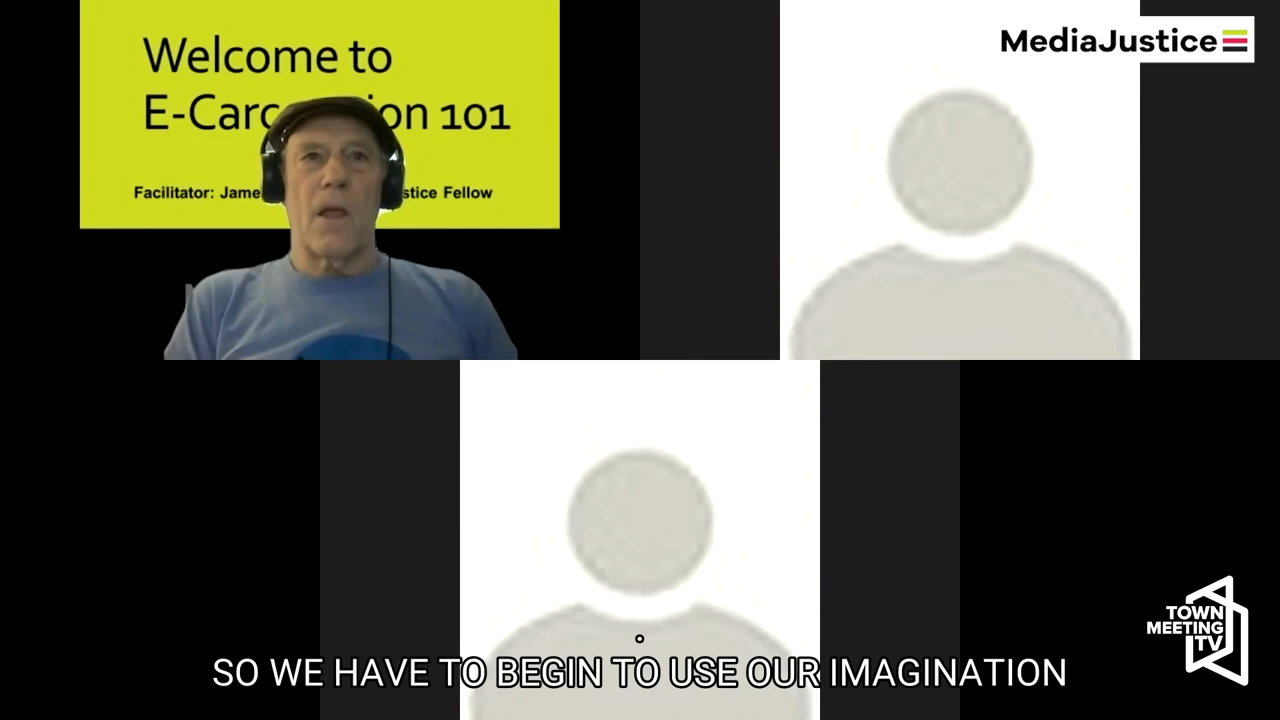 Welcome to
E-Carc on 101
Facilitator: Jame stice Fellow
MediaJustice
TOWN
MEETING
TV
SO WE HAVE TO BEGIN TO USE OUR IMAGINATION